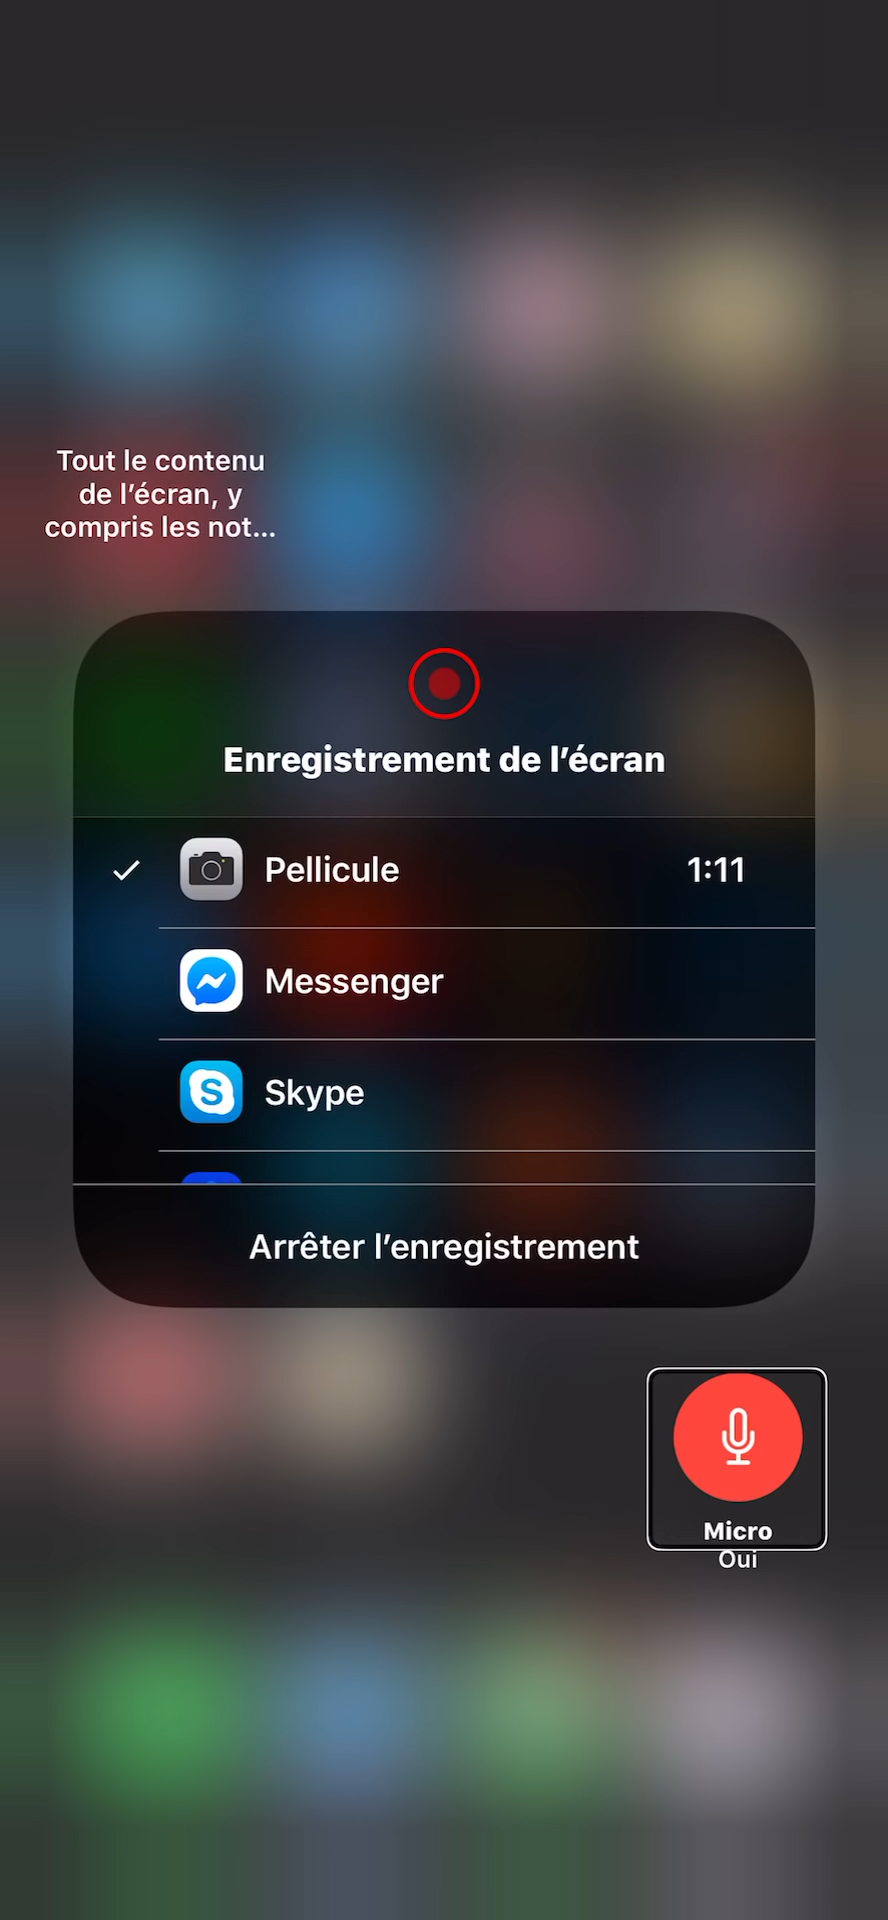 Tout le contenu
de l’écran, y
compris les not...
Enregistrement de l’écran
Pellicule 1:11
Messenger
Skype
Arrêter l’enregistrement
Micro
Oui